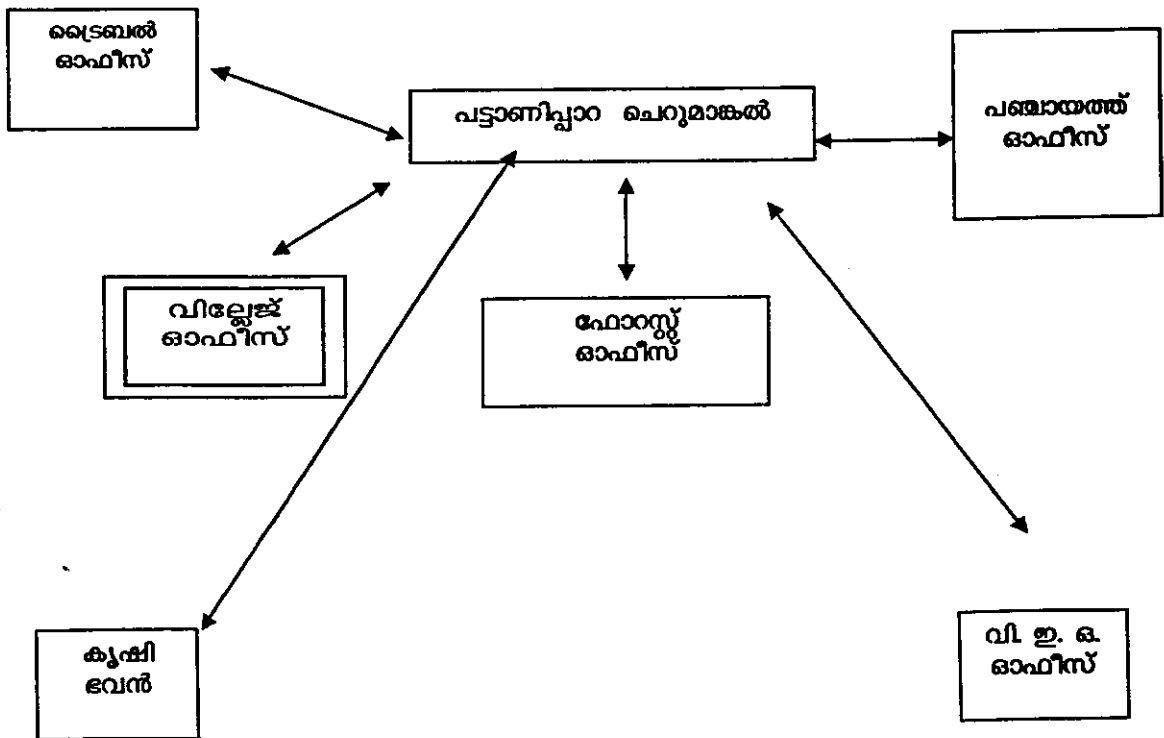 ട്രൈബൽ
ഓഫീസ്
പട്ടാണിപ്പാറ ചെറുമാങ്കൽ
പഞ്ചായത്ത്
ഓഫീസ്
വില്ലേജ്
ഓഫീസ്
ഫോറസ്റ്റ്
ഓഫീസ്
കൃഷി
ഭവൻ
വി. ഇ. ഒ.
ഓഫീസ്